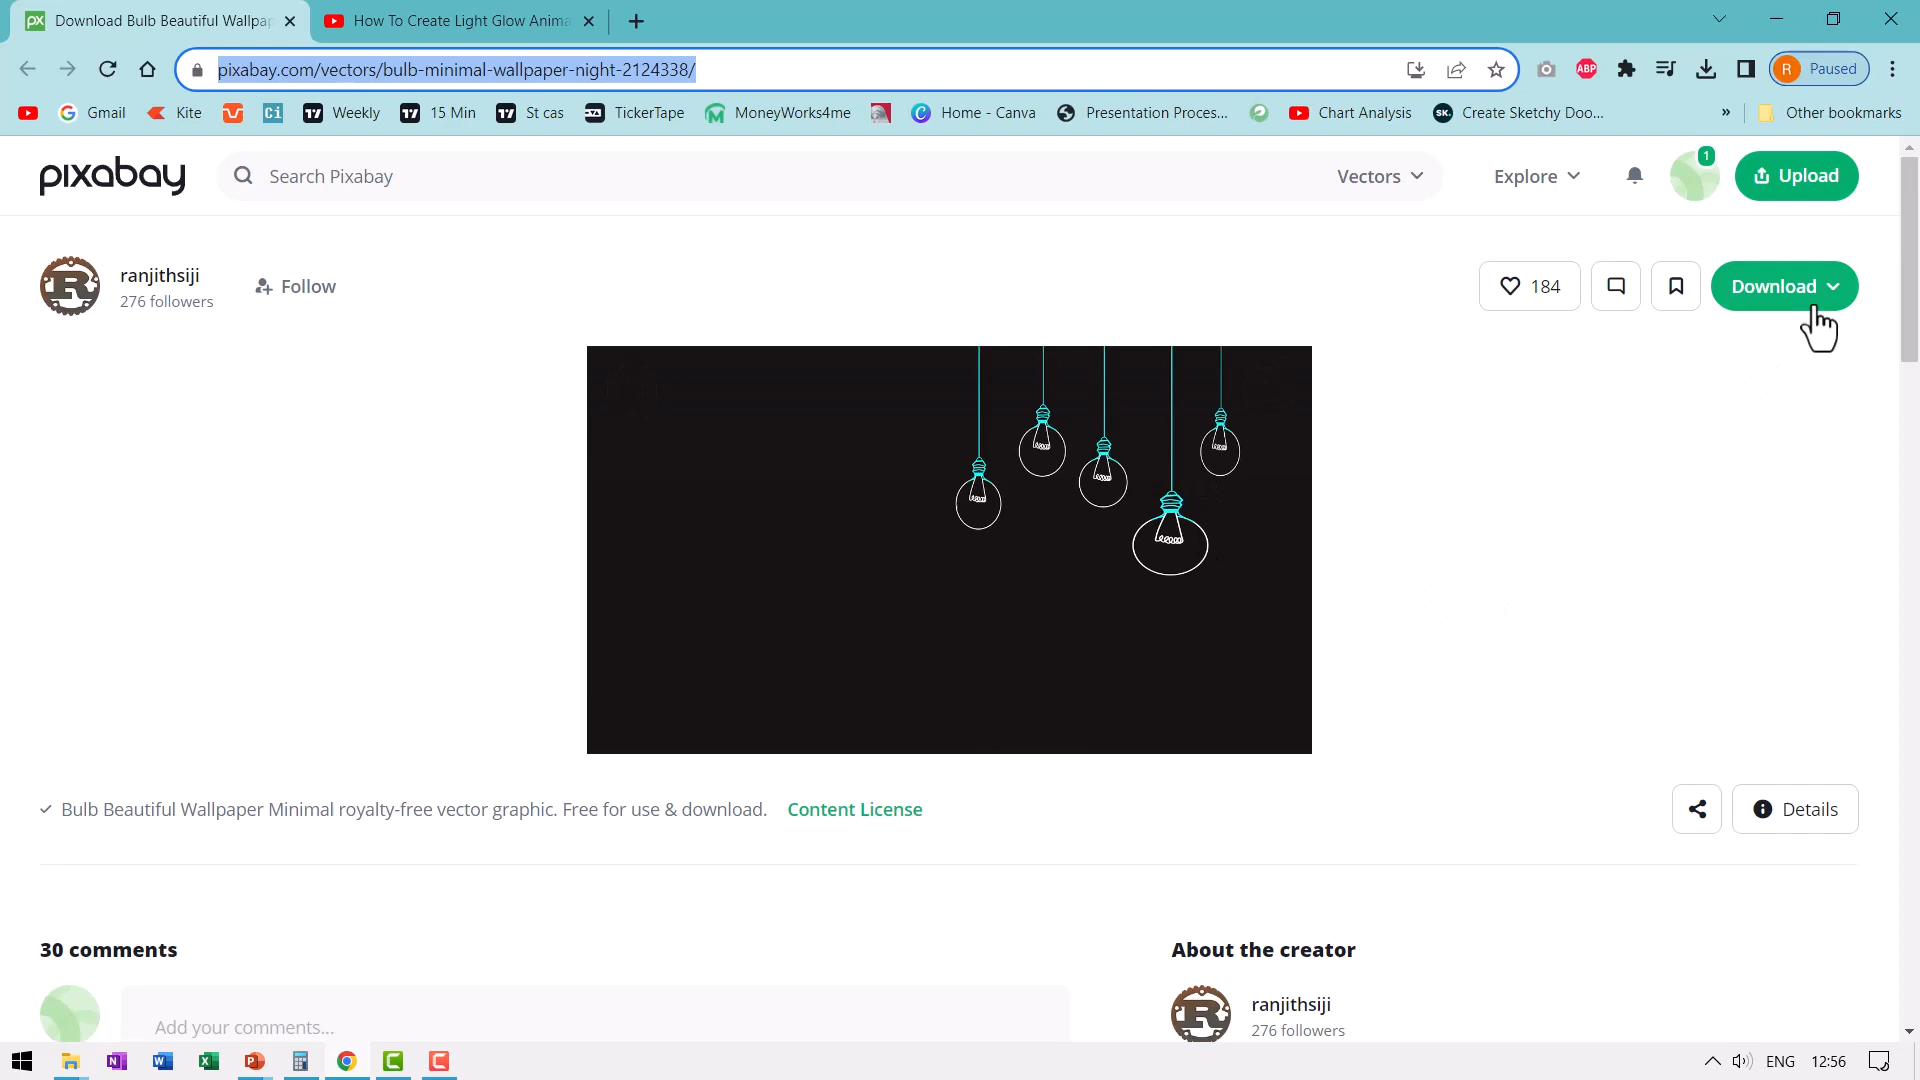 Download Bulb Beautiful Wallpap
How To Create Light Glow Anima
pixabay.com/vectors/bulb-minimal-wallpaper-night-2124338/
ABP
R Paused
Gmail
Kite
Ci
Weekly
15 Min
St cas
TickerTape
MoneyWorks4me
Home - Canva
Presentation Proces...
Chart Analysis
SK.
Create Sketchy Doo...
»
Other bookmarks
pixabay
Search Pixabay
Vectors
Explore
1
Upload
ranjithsiji
276 followers
Follow
184
Download
Bulb Beautiful Wallpaper Minimal royalty-free vector graphic. Free for use & download. Content License
Details
30 comments
About the creator
Add your comments...
ranjithsiji
276 followers
ENG
12:56